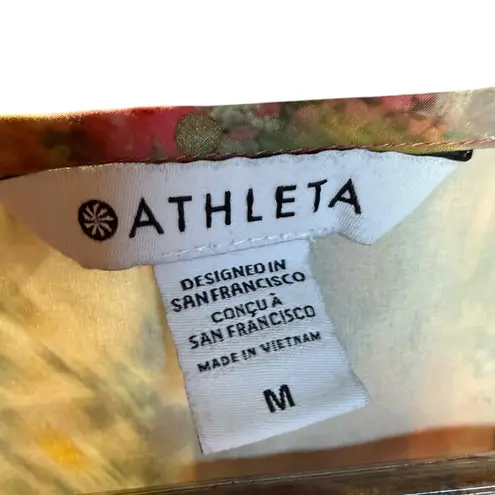 ATHLETA
DESIGNED IN
SAN FRANCISCO
CONÇU À
SAN FRANCISCO
MADE IN VIETNAM
M